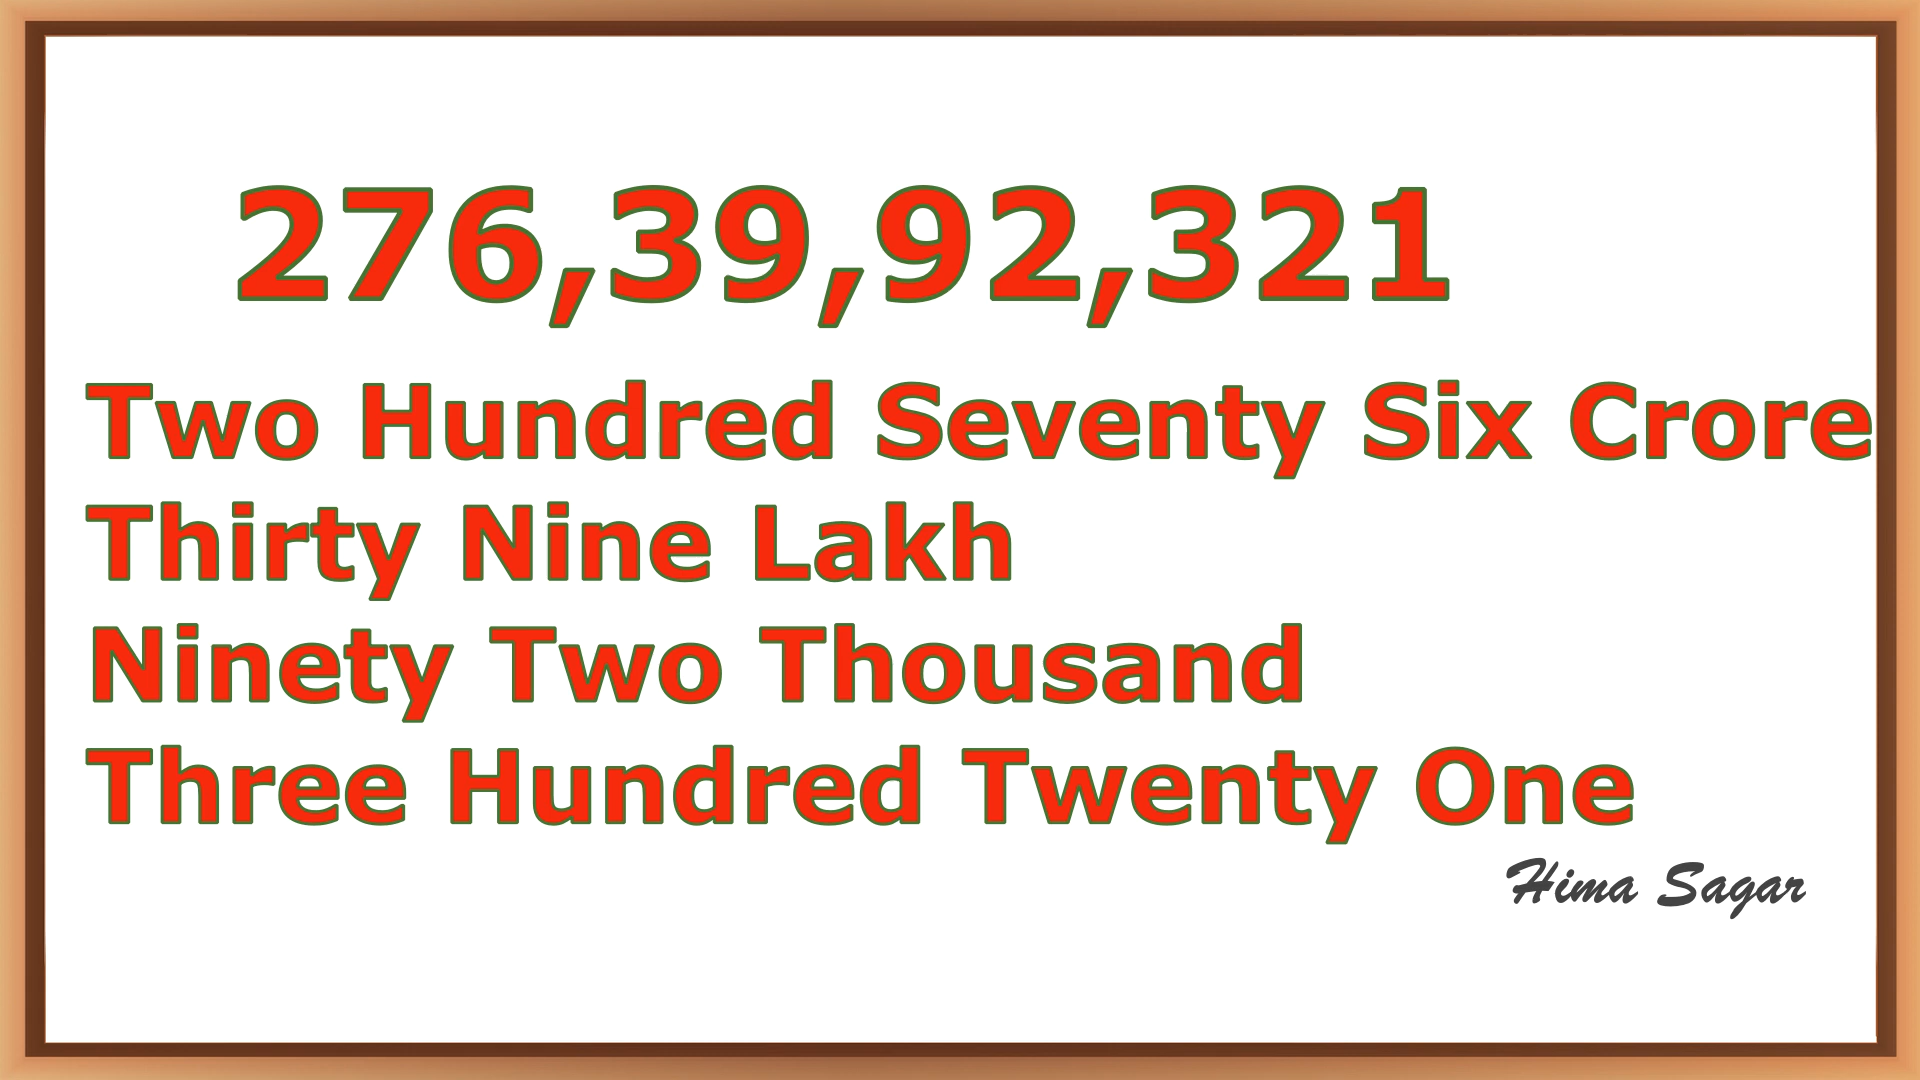 276,39,92,321
Two Hundred Seventy Six Crore
Thirty Nine Lakh
Ninety Two Thousand
Three Hundred Twenty One
Hima Sagar